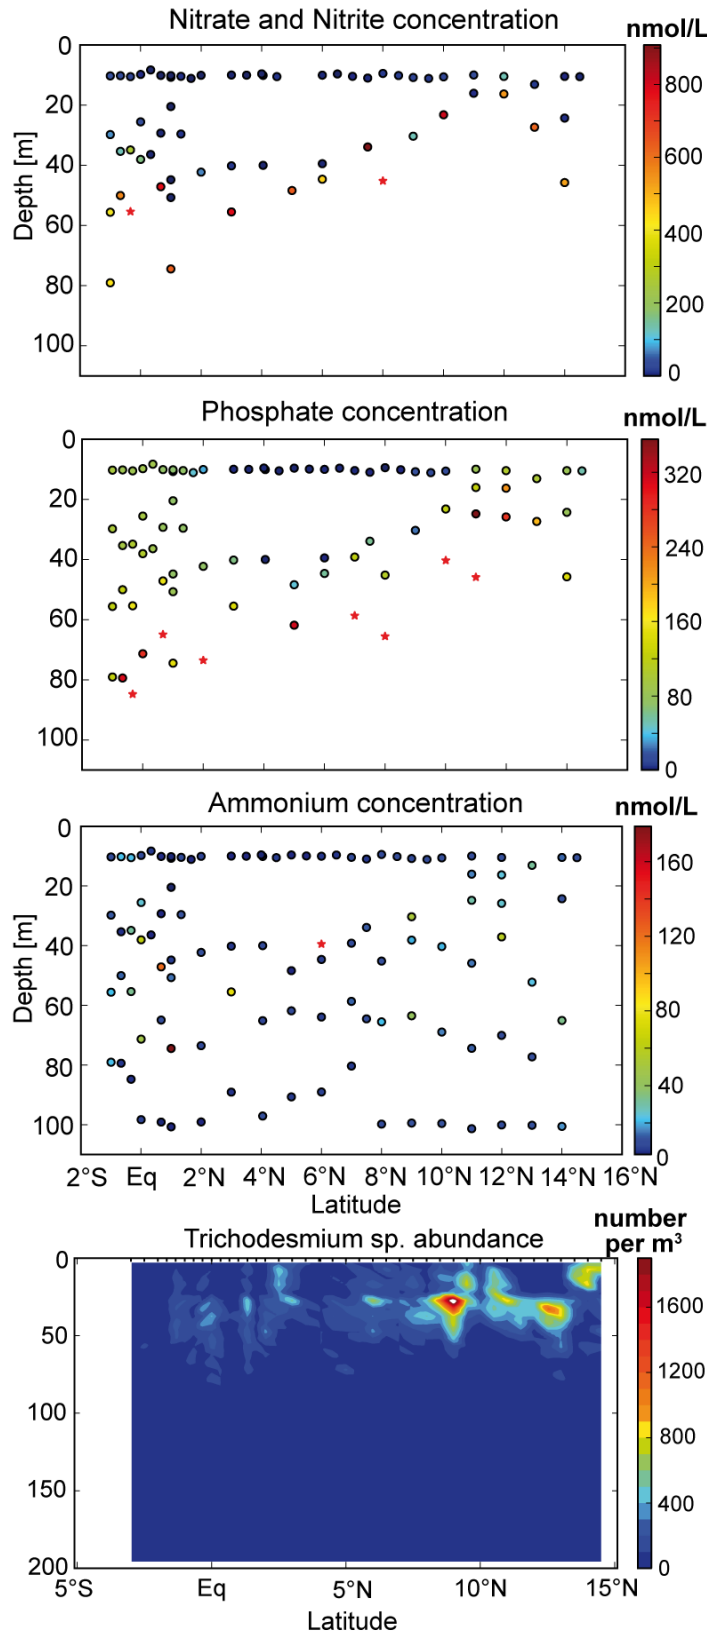 Nitrate and Nitrite concentration
nmol/L
0
20
40
60
80
100
Depth [m]
800
600
400
200
0
Phosphate concentration
nmol/L
0
20
40
60
80
100
320
240
160
80
0
Ammonium concentration
nmol/L
0
20
40
60
80
100
Depth [m]
160
120
80
40
0
2°S Eq 2°N 4°N 6°N 8°N 10°N 12°N 14°N 16°N
Latitude
Trichodesmium sp. abundance
number
per m³
0
50
100
150
200
1600
1200
800
400
0
5°S Eq 5°N 10°N 15°N
Latitude